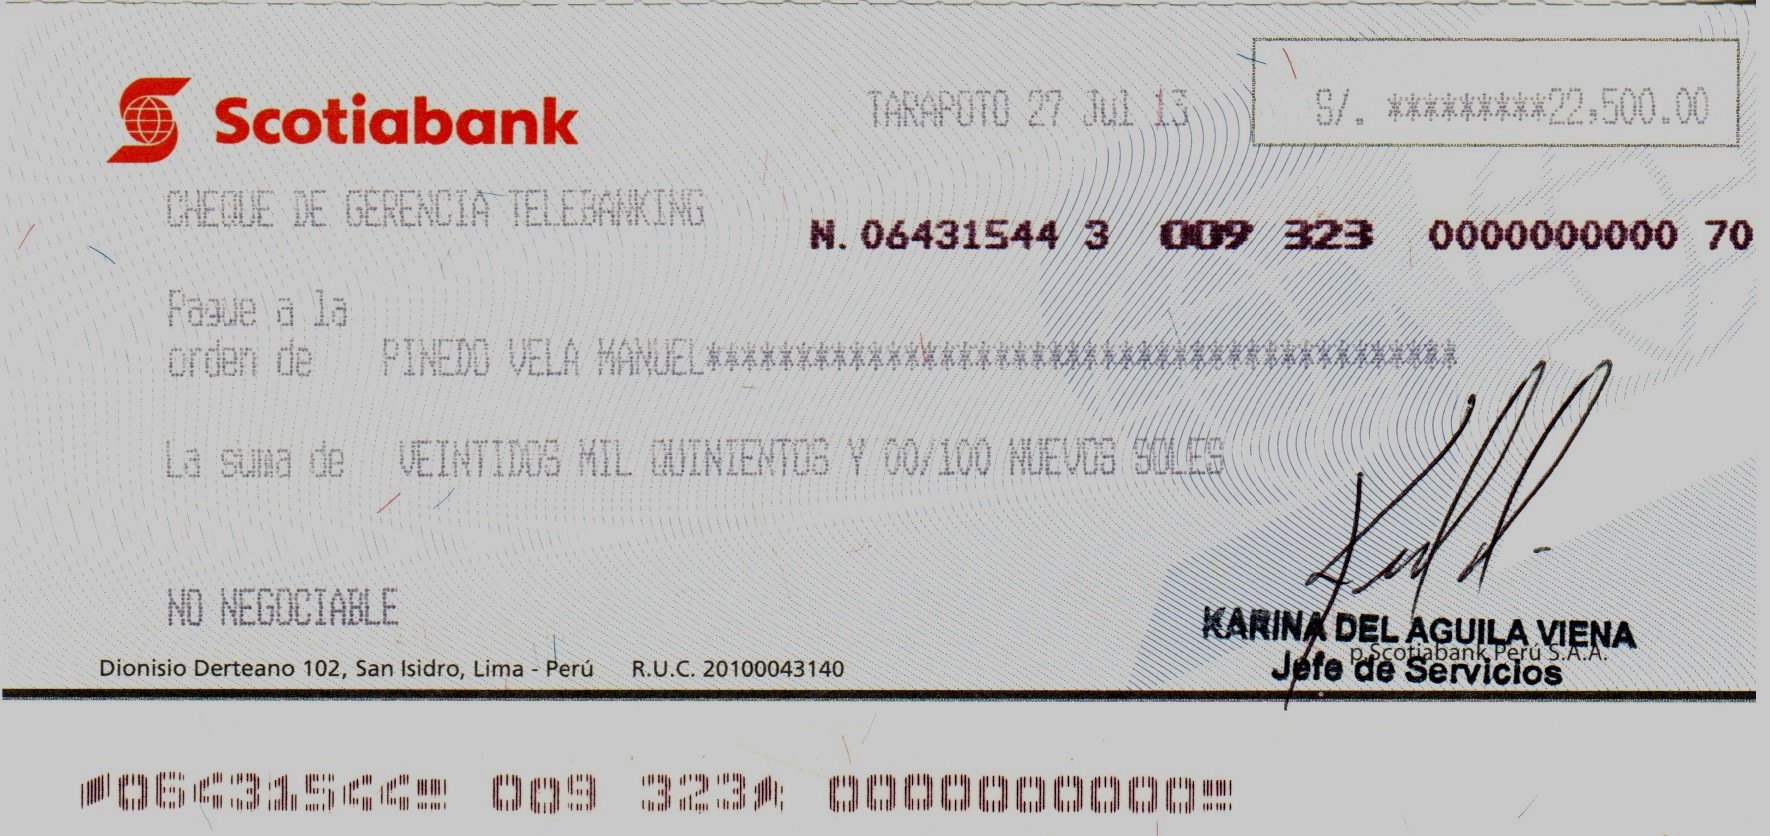 Scotiabank
TARAPOTO 27 Jul 13
S/. *********22,500.00
CHEQUE DE GERENCIA TELEBANKING
N. 06431544 3 009 323 0000000000 70
Pague a la
orden de PINEDO VELA MANUEL******************************************
La suma de VEINTIDOS MIL QUINIENTOS Y 00/100 NUEVOS SOLES
NO NEGOCIABLE
KARINA DEL AGUILA VIENA
p.Scotiabank Perú S.A.A.
Jefe de Servicios
Dionisio Derteano 102, San Isidro, Lima - Perú R.U.C. 20100043140
⑈06431544⑈ 009 323 0000000000⑈